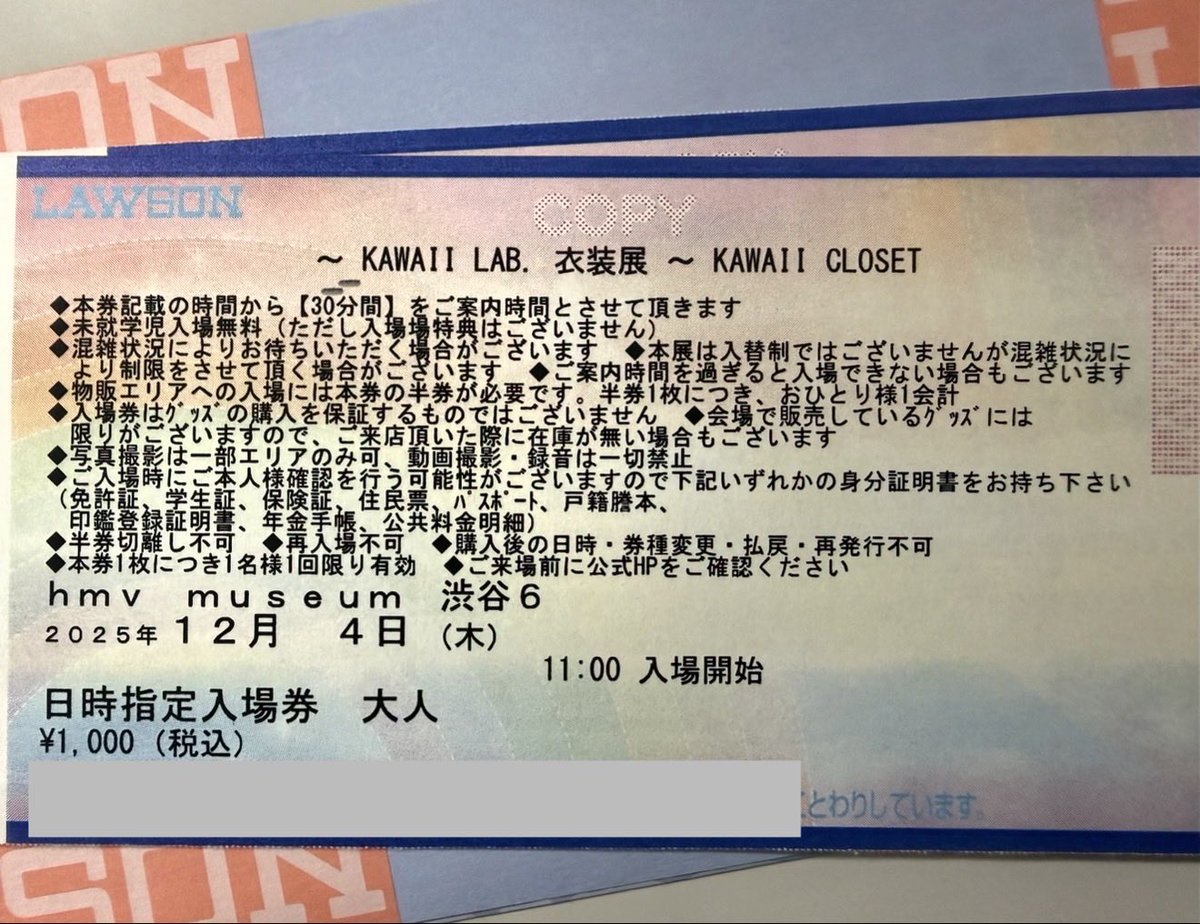 ON
LAWSON
COPY
～ KAWAII LAB. 衣装展 ～ KAWAII CLOSET
◆本券記載の時間から【30分間】をご案内時間とさせて頂きます
◆未就学児入場無料（ただし入場場特典はございません）
◆混雑状況によりお待ちいただく場合がございます ◆本展は入替制ではございませんが混雑状況に
より制限をさせて頂く場合がございます ◆ご案内時間を過ぎると入場できない場合もございます
◆物販エリアへの入場には本券の半券が必要です。半券1枚につき、おひとり様1会計
◆入場券はｸﾞｯｽﾞの購入を保証するものではございません ◆会場で販売しているｸﾞｯｽﾞには
限りがございますので、ご来店頂いた際に在庫が無い場合もございます
◆写真撮影は一部エリアのみ可、動画撮影・録音は一切禁止
◆ご入場時にご本人様確認を行う可能性がございますので下記いずれかの身分証明書をお持ち下さい
（免許証、学生証、保険証、住民票、ﾊﾟｽﾎﾟｰﾄ、戸籍謄本、
印鑑登録証明書、年金手帳、公共料金明細）
◆半券切離し不可 ◆再入場不可 ◆購入後の日時・券種変更・払戻・再発行不可
◆本券1枚につき1名様1回限り有効 ◆ご来場前に公式HPをご確認ください
ｈｍｖ ｍｕｓｅｕｍ 渋谷６
２０２５年 １２月 ４日（木）
11:00 入場開始
日時指定入場券 大人
¥1,000（税込）
とわりしています。
SON